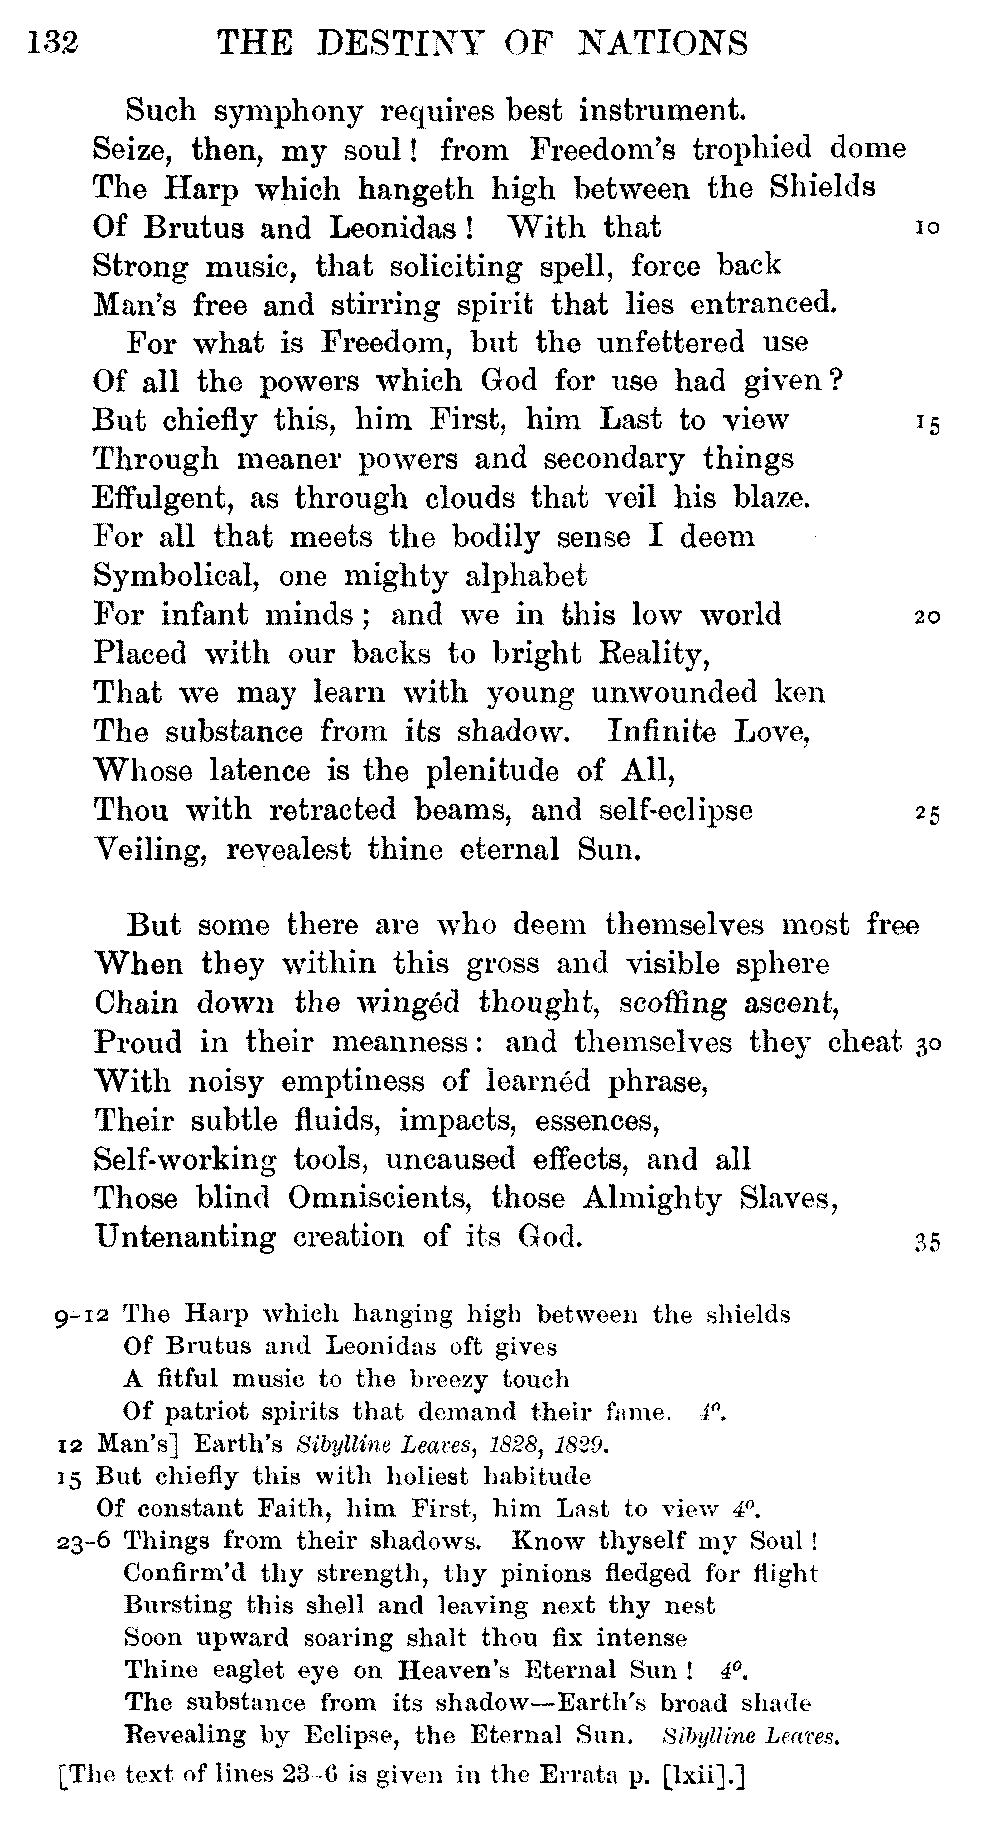 132 THE DESTINY OF NATIONS
Such symphony requires best instrument.
Seize, then, my soul! from Freedom's trophied dome
The Harp which hangeth high between the Shields
Of Brutus and Leonidas! With that 10
Strong music, that soliciting spell, force back
Man's free and stirring spirit that lies entranced.
For what is Freedom, but the unfettered use
Of all the powers which God for use had given?
But chiefly this, him First, him Last to view 15
Through meaner powers and secondary things
Effulgent, as through clouds that veil his blaze.
For all that meets the bodily sense I deem
Symbolical, one mighty alphabet
For infant minds; and we in this low world 20
Placed with our backs to bright Reality,
That we may learn with young unwounded ken
The substance from its shadow. Infinite Love,
Whose latence is the plenitude of All,
Thou with retracted beams, and self-eclipse 25
Veiling, revealest thine eternal Sun.
But some there are who deem themselves most free
When they within this gross and visible sphere
Chain down the wingéd thought, scoffing ascent,
Proud in their meanness: and themselves they cheat 30
With noisy emptiness of learnéd phrase,
Their subtle fluids, impacts, essences,
Self-working tools, uncaused effects, and all
Those blind Omniscients, those Almighty Slaves,
Untenanting creation of its God. 35
9-12 The Harp which hanging high between the shields
Of Brutus and Leonidas oft gives
A fitful music to the breezy touch
Of patriot spirits that demand their fame. 4º.
12 Man's] Earth's Sibylline Leaves, 1828, 1829.
15 But chiefly this with holiest habitude
Of constant Faith, him First, him Last to view 4º.
23-6 Things from their shadows. Know thyself my Soul!
Confirm'd thy strength, thy pinions fledged for flight
Bursting this shell and leaving next thy nest
Soon upward soaring shalt thou fix intense
Thine eaglet eye on Heaven's Eternal Sun! 4º.
The substance from its shadow—Earth's broad shade
Revealing by Eclipse, the Eternal Sun. Sibylline Leaves.
[The text of lines 23-6 is given in the Errata p. [lxii].]